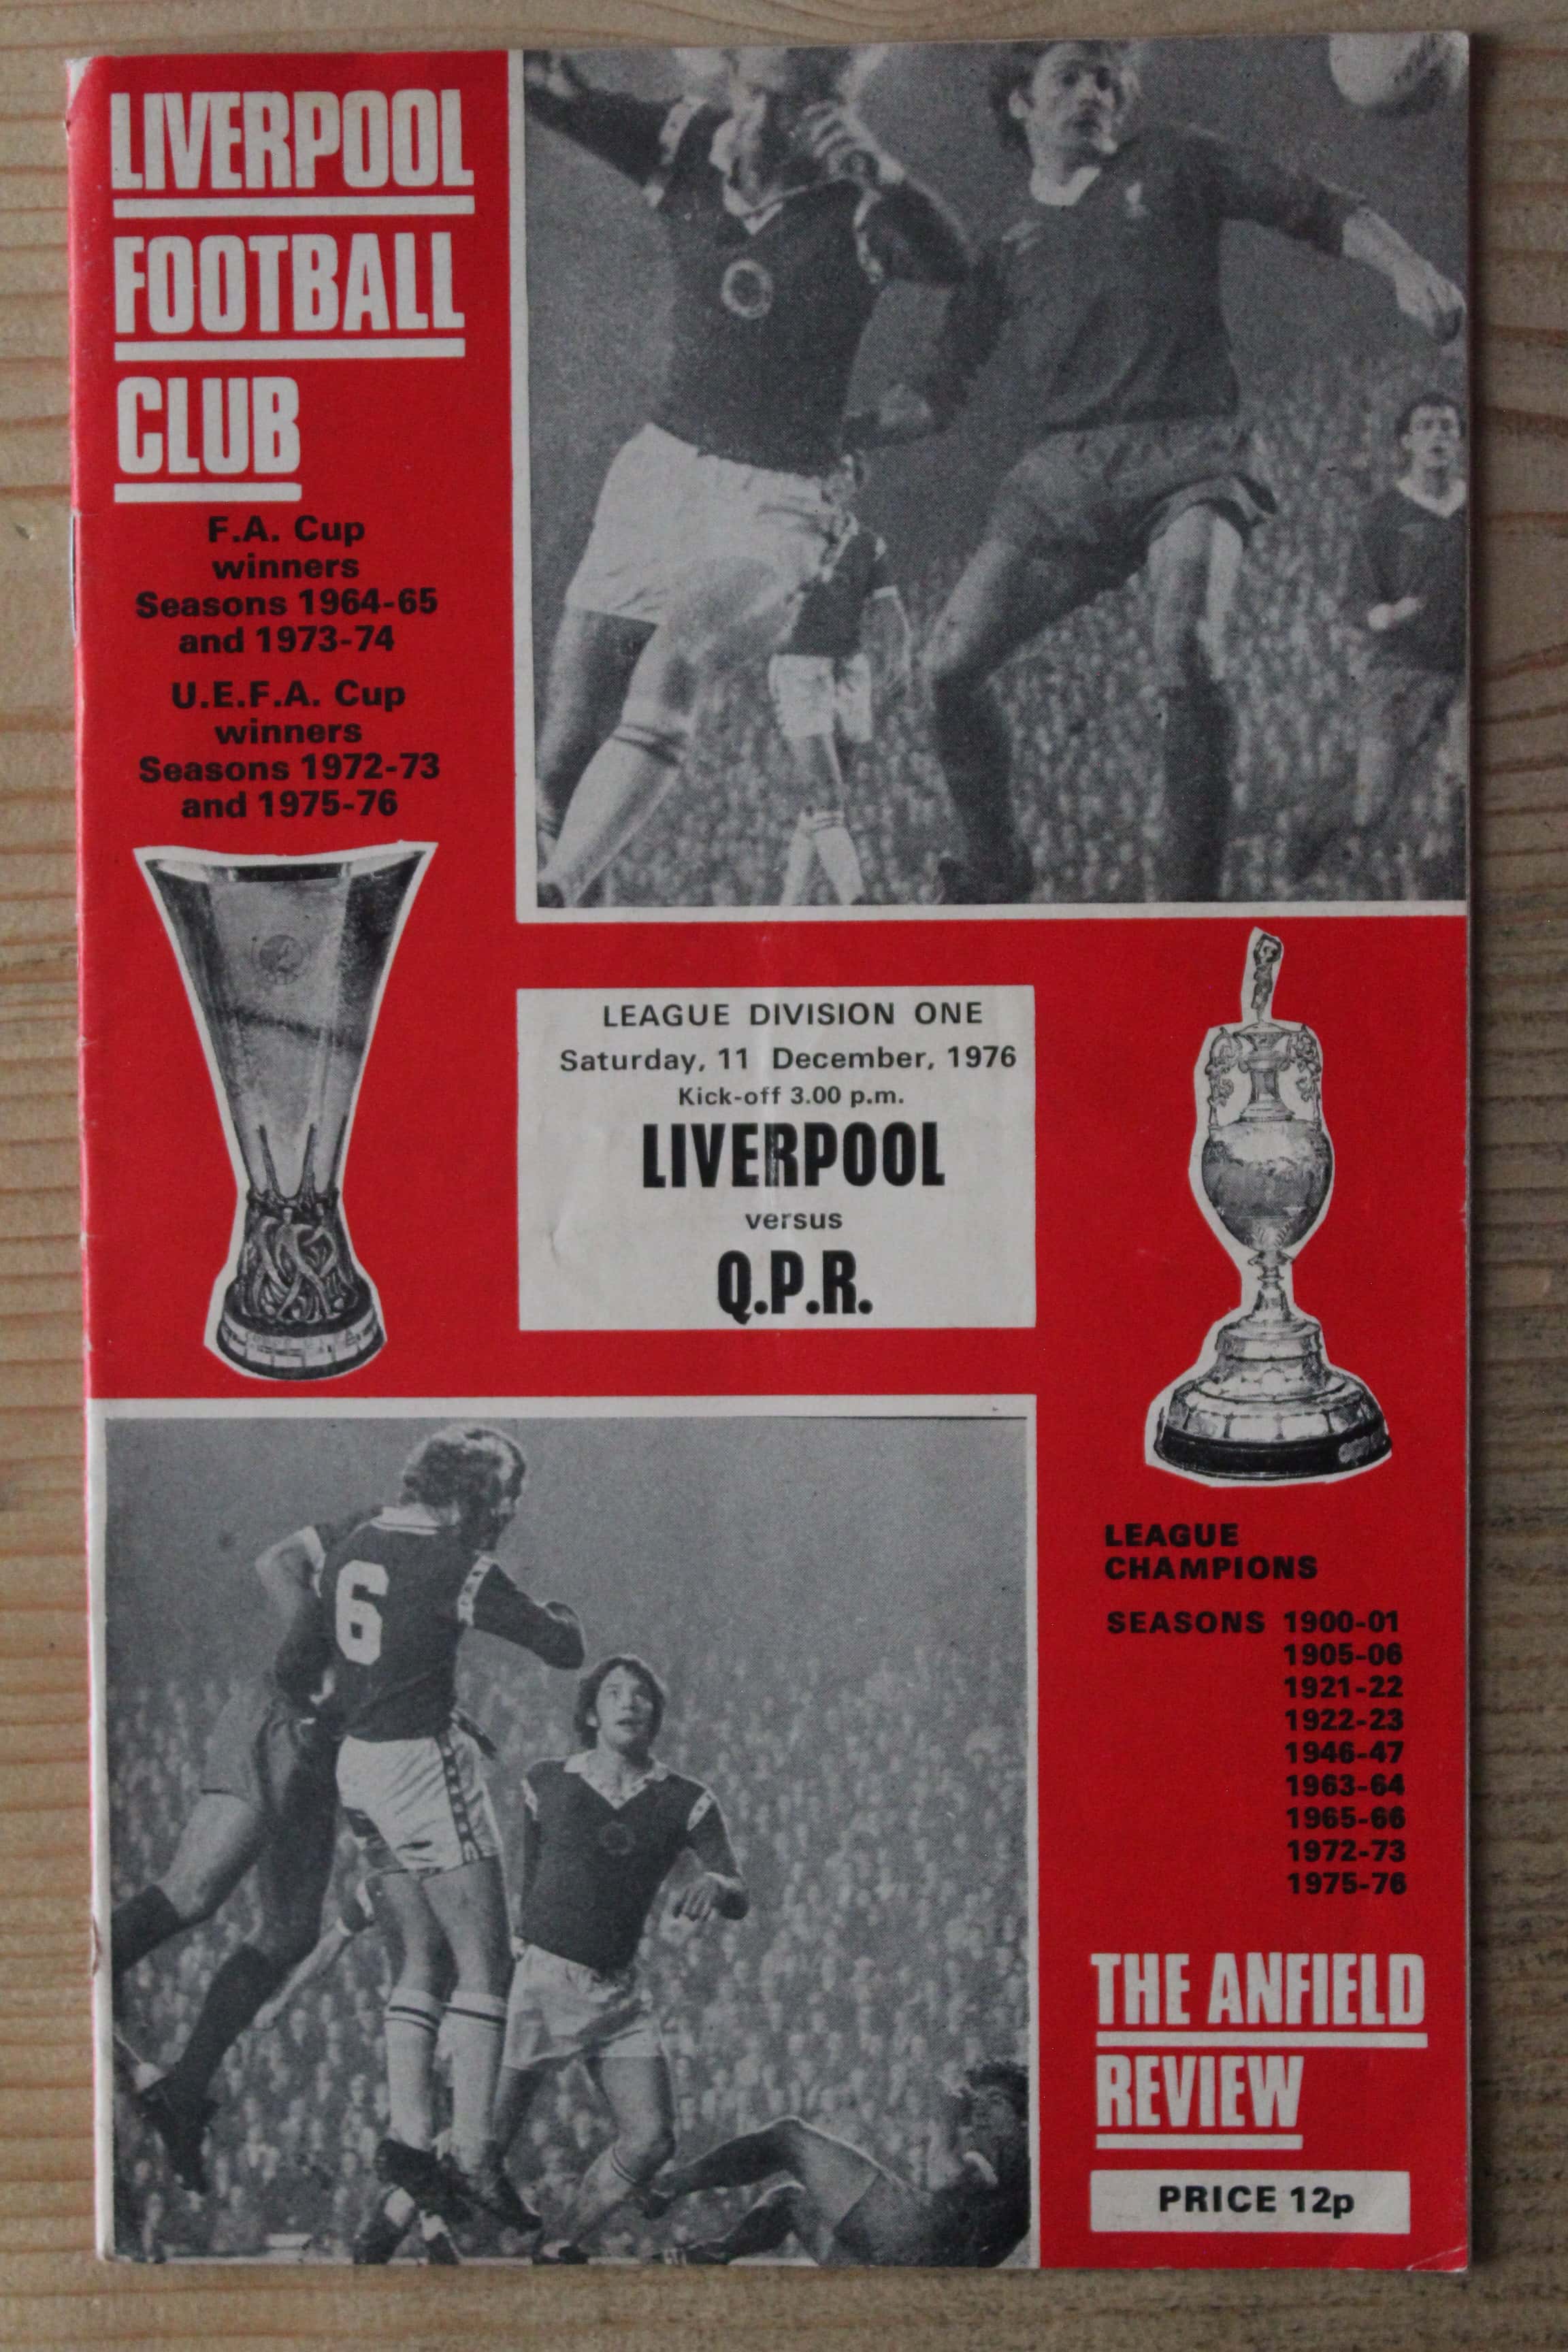 LIVERPOOL
FOOTBALL
CLUB
F.A. Cup
winners
Seasons 1964-65
and 1973-74
U.E.F.A. Cup
winners
Seasons 1972-73
and 1975-76
LEAGUE DIVISION ONE
Saturday, 11 December, 1976
Kick-off 3.00 p.m.
LIVERPOOL
versus
Q.P.R.
6
LEAGUE
CHAMPIONS
SEASONS 1900-01
1905-06
1921-22
1922-23
1946-47
1963-64
1965-66
1972-73
1975-76
THE ANFIELD
REVIEW
PRICE 12p